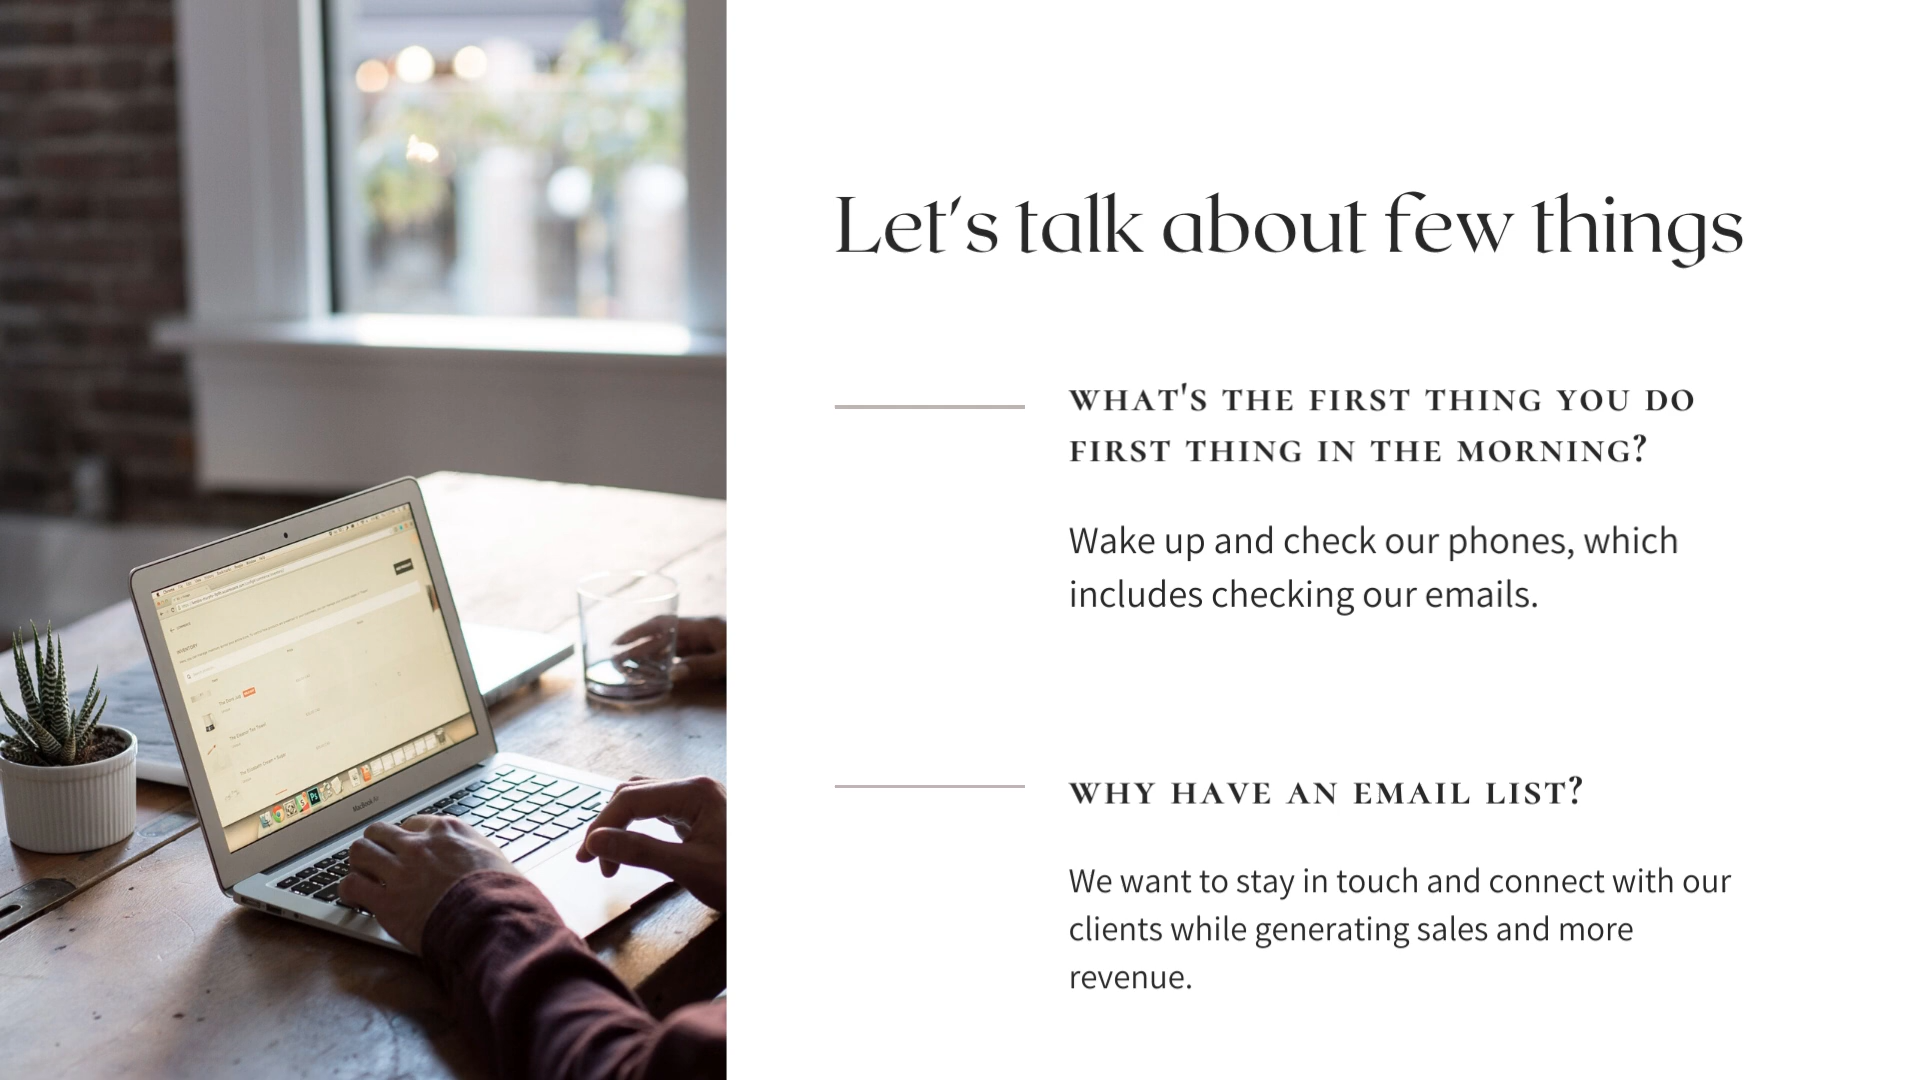 Let's talk about few things
WHAT'S THE FIRST THING YOU DO
FIRST THING IN THE MORNING?
Wake up and check our phones, which
includes checking our emails.
WHY HAVE AN EMAIL LIST?
We want to stay in touch and connect with our
clients while generating sales and more
revenue.
MacBook Air